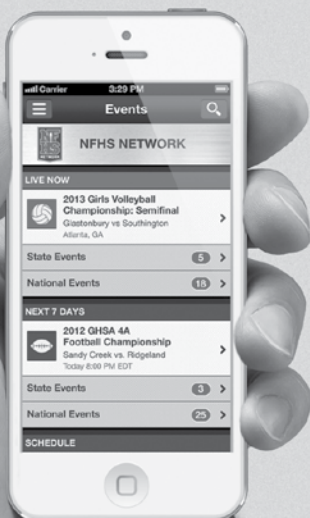 Carrier 3:29 PM
Events
NETWORK
NFHS NETWORK
LIVE NOW
2013 Girls Volleyball
Championship: Semifinal
Glastonbury vs Southington
Atlanta, GA
State Events 5
National Events 18
NEXT 7 DAYS
2012 GHSA 4A
Football Championship
Sandy Creek vs. Ridgeland
Today 8:00 PM EDT
State Events 3
National Events 25
SCHEDULE